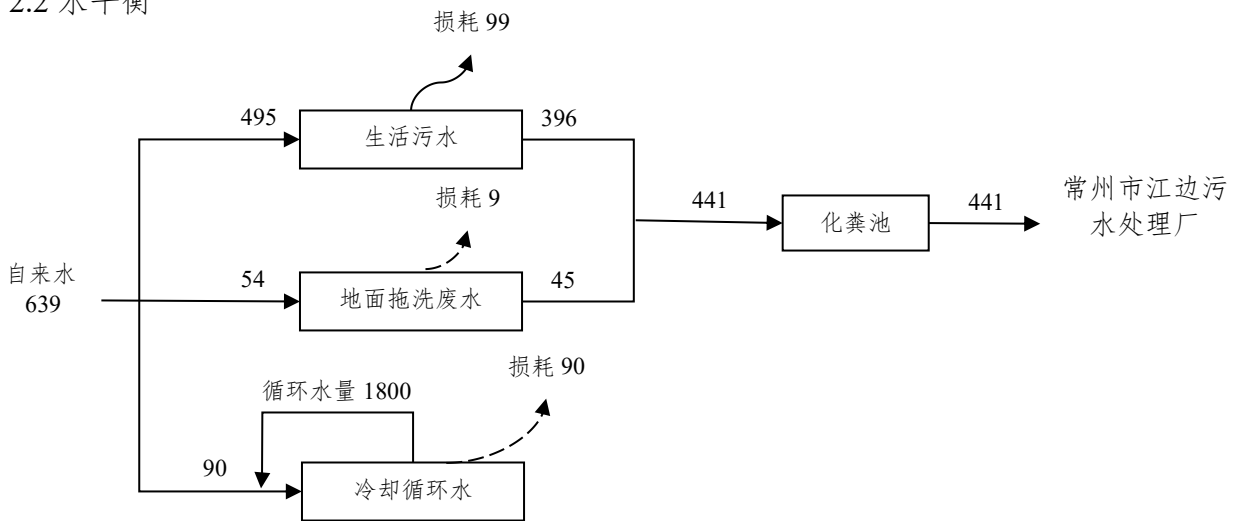 2.2 水平衡
损耗 99
495
生活污水
396
损耗 9
441
化粪池
441
常州市江边污
水处理厂
自来水
639
54
地面拖洗废水
45
损耗 90
循环水量 1800
90
冷却循环水